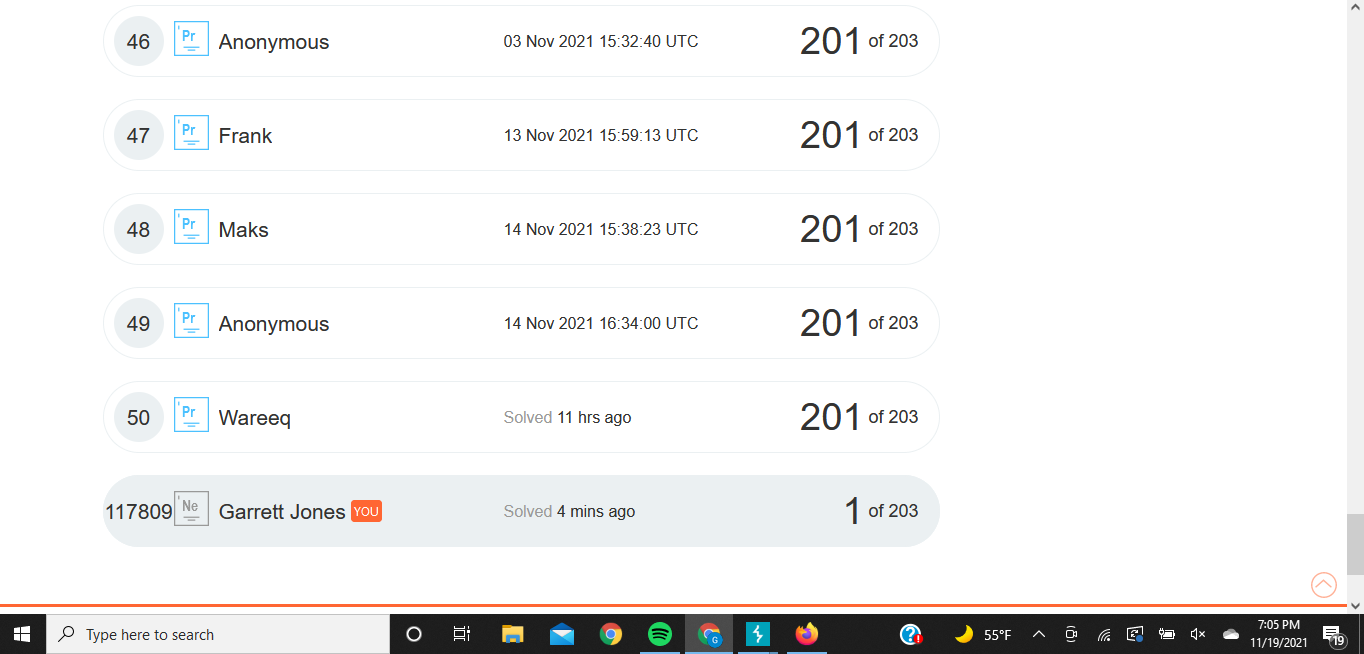 46 Pr Anonymous 03 Nov 2021 15:32:40 UTC 201 of 203
47 Pr Frank 13 Nov 2021 15:59:13 UTC 201 of 203
48 Pr Maks 14 Nov 2021 15:38:23 UTC 201 of 203
49 Pr Anonymous 14 Nov 2021 16:34:00 UTC 201 of 203
50 Pr Wareeq Solved 11 hrs ago 201 of 203
117809 Ne Garrett Jones YOU Solved 4 mins ago 1 of 203
Type here to search G 55°F 7:05 PM
11/19/2021 19